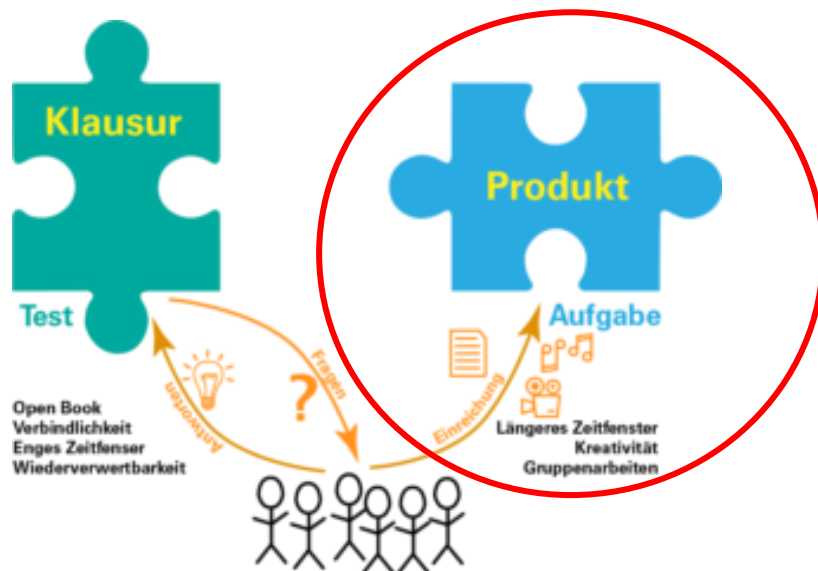 Klausur
Test
Open Book
Verbindlichkeit
Enges Zeitfenser
Wiederverwertbarkeit
Antworten
Fragen
?
Produkt
Aufgabe
Einreichung
Längeres Zeitfenster
Kreativität
Gruppenarbeiten